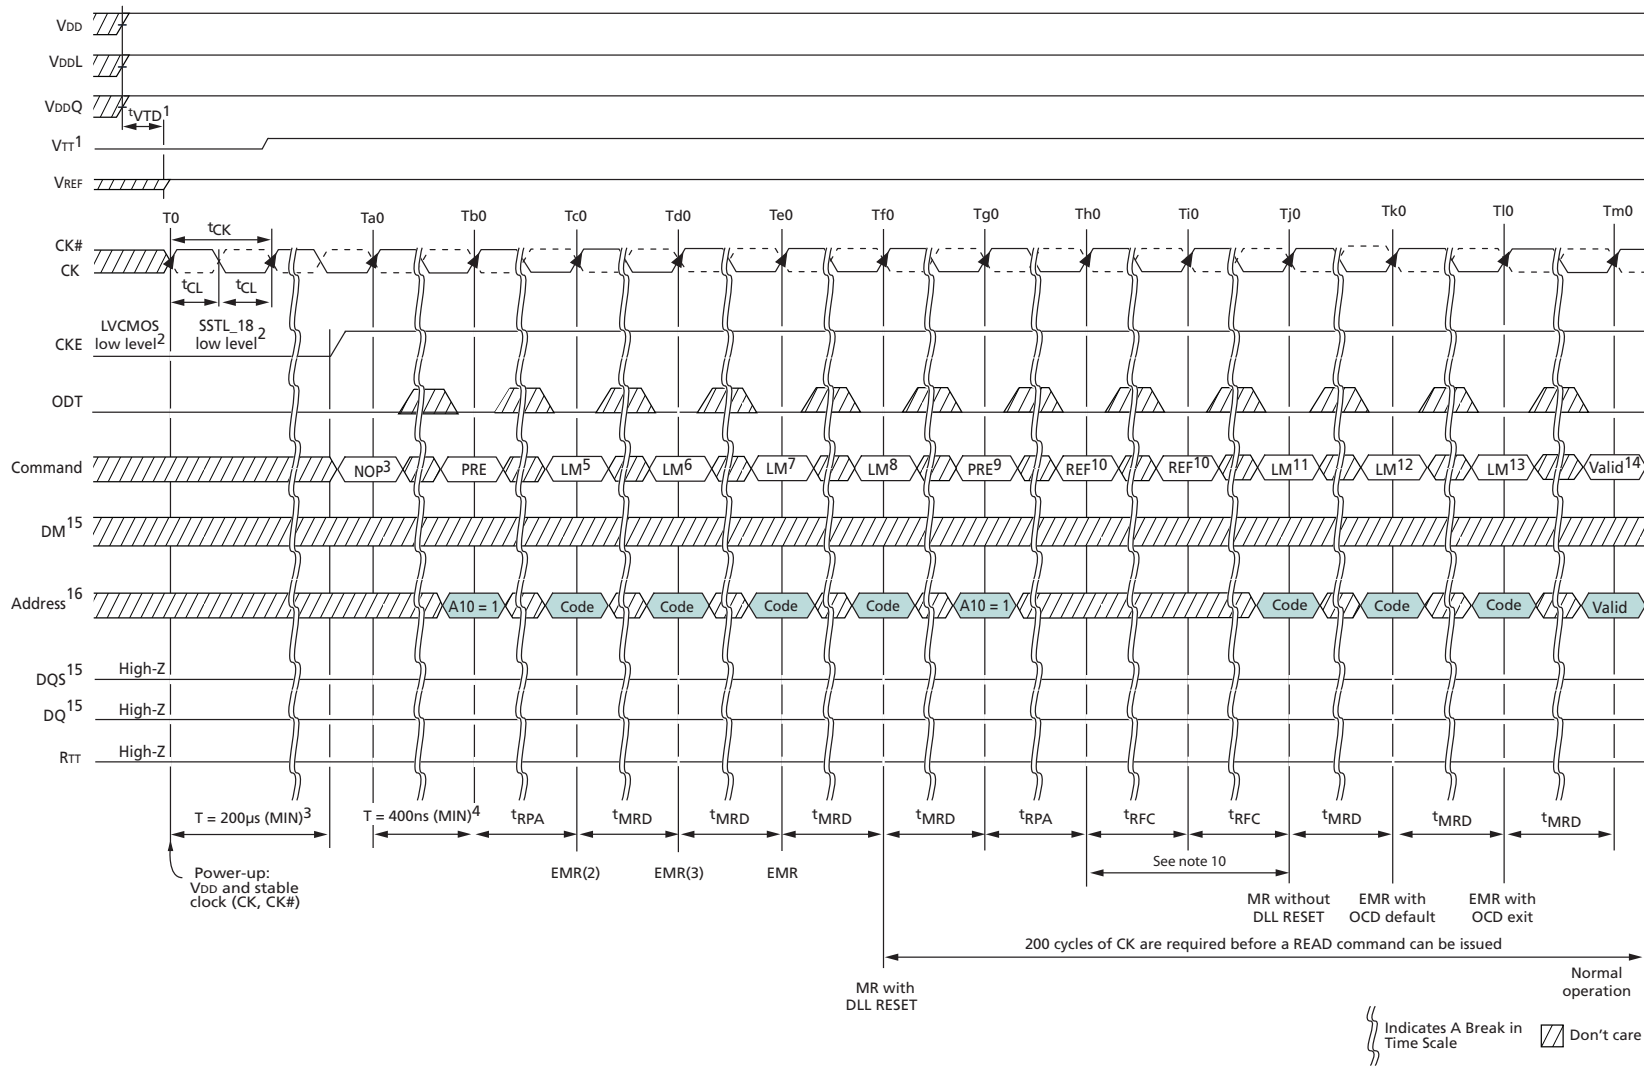 VDD
VDDL
VDDQ
tVTD1
VTT1
VREF
T0 Ta0 Tb0 Tc0 Td0 Te0 Tf0 Tg0 Th0 Ti0 Tj0 Tk0 Tl0 Tm0
tCK
CK#
CK
tCL tCL
LVCMOS low level2
SSTL_18 low level2
CKE
ODT
Command NOP3 PRE LM5 LM6 LM7 LM8 PRE9 REF10 REF10 LM11 LM12 LM13 Valid14
DM15
Address16 A10 = 1 Code Code Code Code A10 = 1 Code Code Code Valid
DQS15 High-Z
DQ15 High-Z
RTT High-Z
T = 200µs (MIN)3 T = 400ns (MIN)4 tRPA tMRD tMRD tMRD tMRD tRPA tRFC tRFC tMRD tMRD tMRD
See note 10
Power-up:
VDD and stable
clock (CK, CK#)
EMR(2) EMR(3) EMR
MR without
DLL RESET
EMR with
OCD default
EMR with
OCD exit
200 cycles of CK are required before a READ command can be issued
MR with
DLL RESET
Normal
operation
Indicates A Break in
Time Scale
Don't care